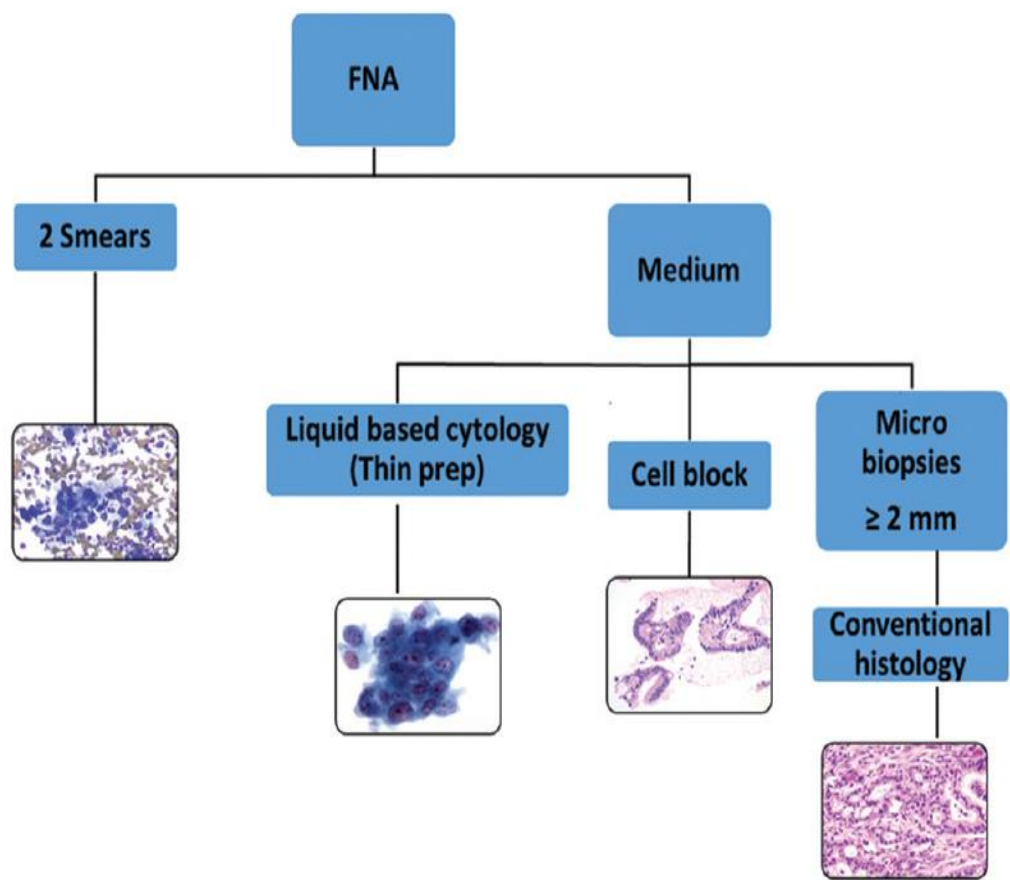 FNA
2 Smears
Medium
Liquid based cytology
(Thin prep)
Cell block
Micro
biopsies
≥ 2 mm
Conventional
histology